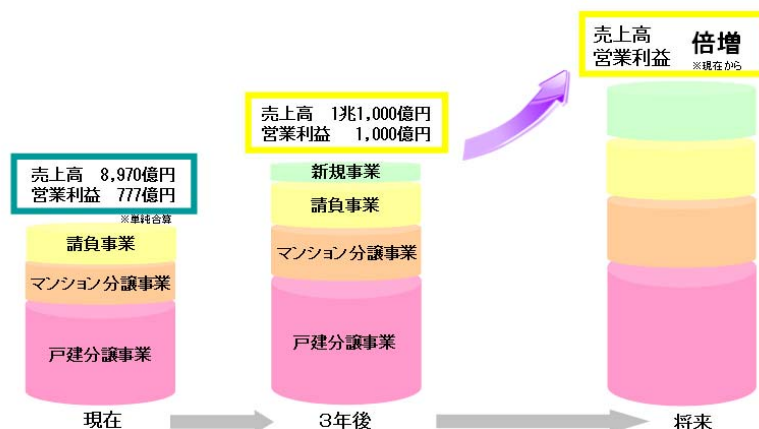 売上高 倍増
営業利益 ※現在から
売上高 1兆1,000億円
営業利益 1,000億円
売上高 8,970億円
営業利益 777億円
※単純合算
請負事業
マンション分譲事業
戸建分譲事業
新規事業
請負事業
マンション分譲事業
戸建分譲事業
現在
3年後
将来